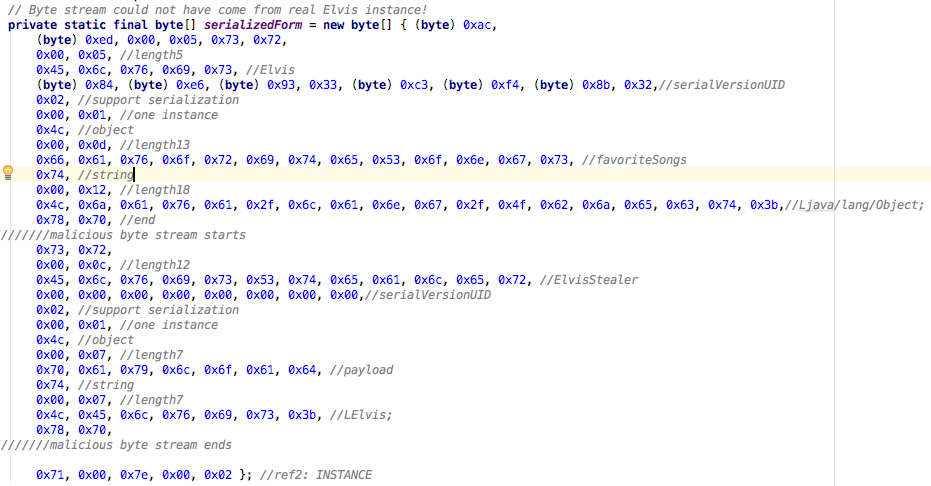 // Byte stream could not have come from real Elvis instance!
private static final byte[] serializedForm = new byte[] { (byte) 0xac,
(byte) 0xed, 0x00, 0x05, 0x73, 0x72,
0x00, 0x05, //length5
0x45, 0x6c, 0x76, 0x69, 0x73, //Elvis
(byte) 0x84, (byte) 0xe6, (byte) 0x93, 0x33, (byte) 0xc3, (byte) 0xf4, (byte) 0x8b, 0x32,//serialVersionUID
0x02, //support serialization
0x00, 0x01, //one instance
0x4c, //object
0x00, 0x0d, //length13
0x66, 0x61, 0x76, 0x6f, 0x72, 0x69, 0x74, 0x65, 0x53, 0x6f, 0x6e, 0x67, 0x73, //favoriteSongs
0x74, //string
0x00, 0x12, //length18
0x4c, 0x6a, 0x61, 0x76, 0x61, 0x2f, 0x6c, 0x61, 0x6e, 0x67, 0x2f, 0x4f, 0x62, 0x6a, 0x65, 0x63, 0x74, 0x3b,//Ljava/lang/Object;
0x78, 0x70, //end
///////malicious byte stream starts
0x73, 0x72,
0x00, 0x0c, //length12
0x45, 0x6c, 0x76, 0x69, 0x73, 0x53, 0x74, 0x65, 0x61, 0x6c, 0x65, 0x72, //ElvisStealer
0x00, 0x00, 0x00, 0x00, 0x00, 0x00, 0x00, 0x00,//serialVersionUID
0x02, //support serialization
0x00, 0x01, //one instance
0x4c, //object
0x00, 0x07, //length7
0x70, 0x61, 0x79, 0x6c, 0x6f, 0x61, 0x64, //payload
0x74, //string
0x00, 0x07, //length7
0x4c, 0x45, 0x6c, 0x76, 0x69, 0x73, 0x3b, //LElvis;
0x78, 0x70,
///////malicious byte stream ends
0x71, 0x00, 0x7e, 0x00, 0x02 }; //ref2: INSTANCE